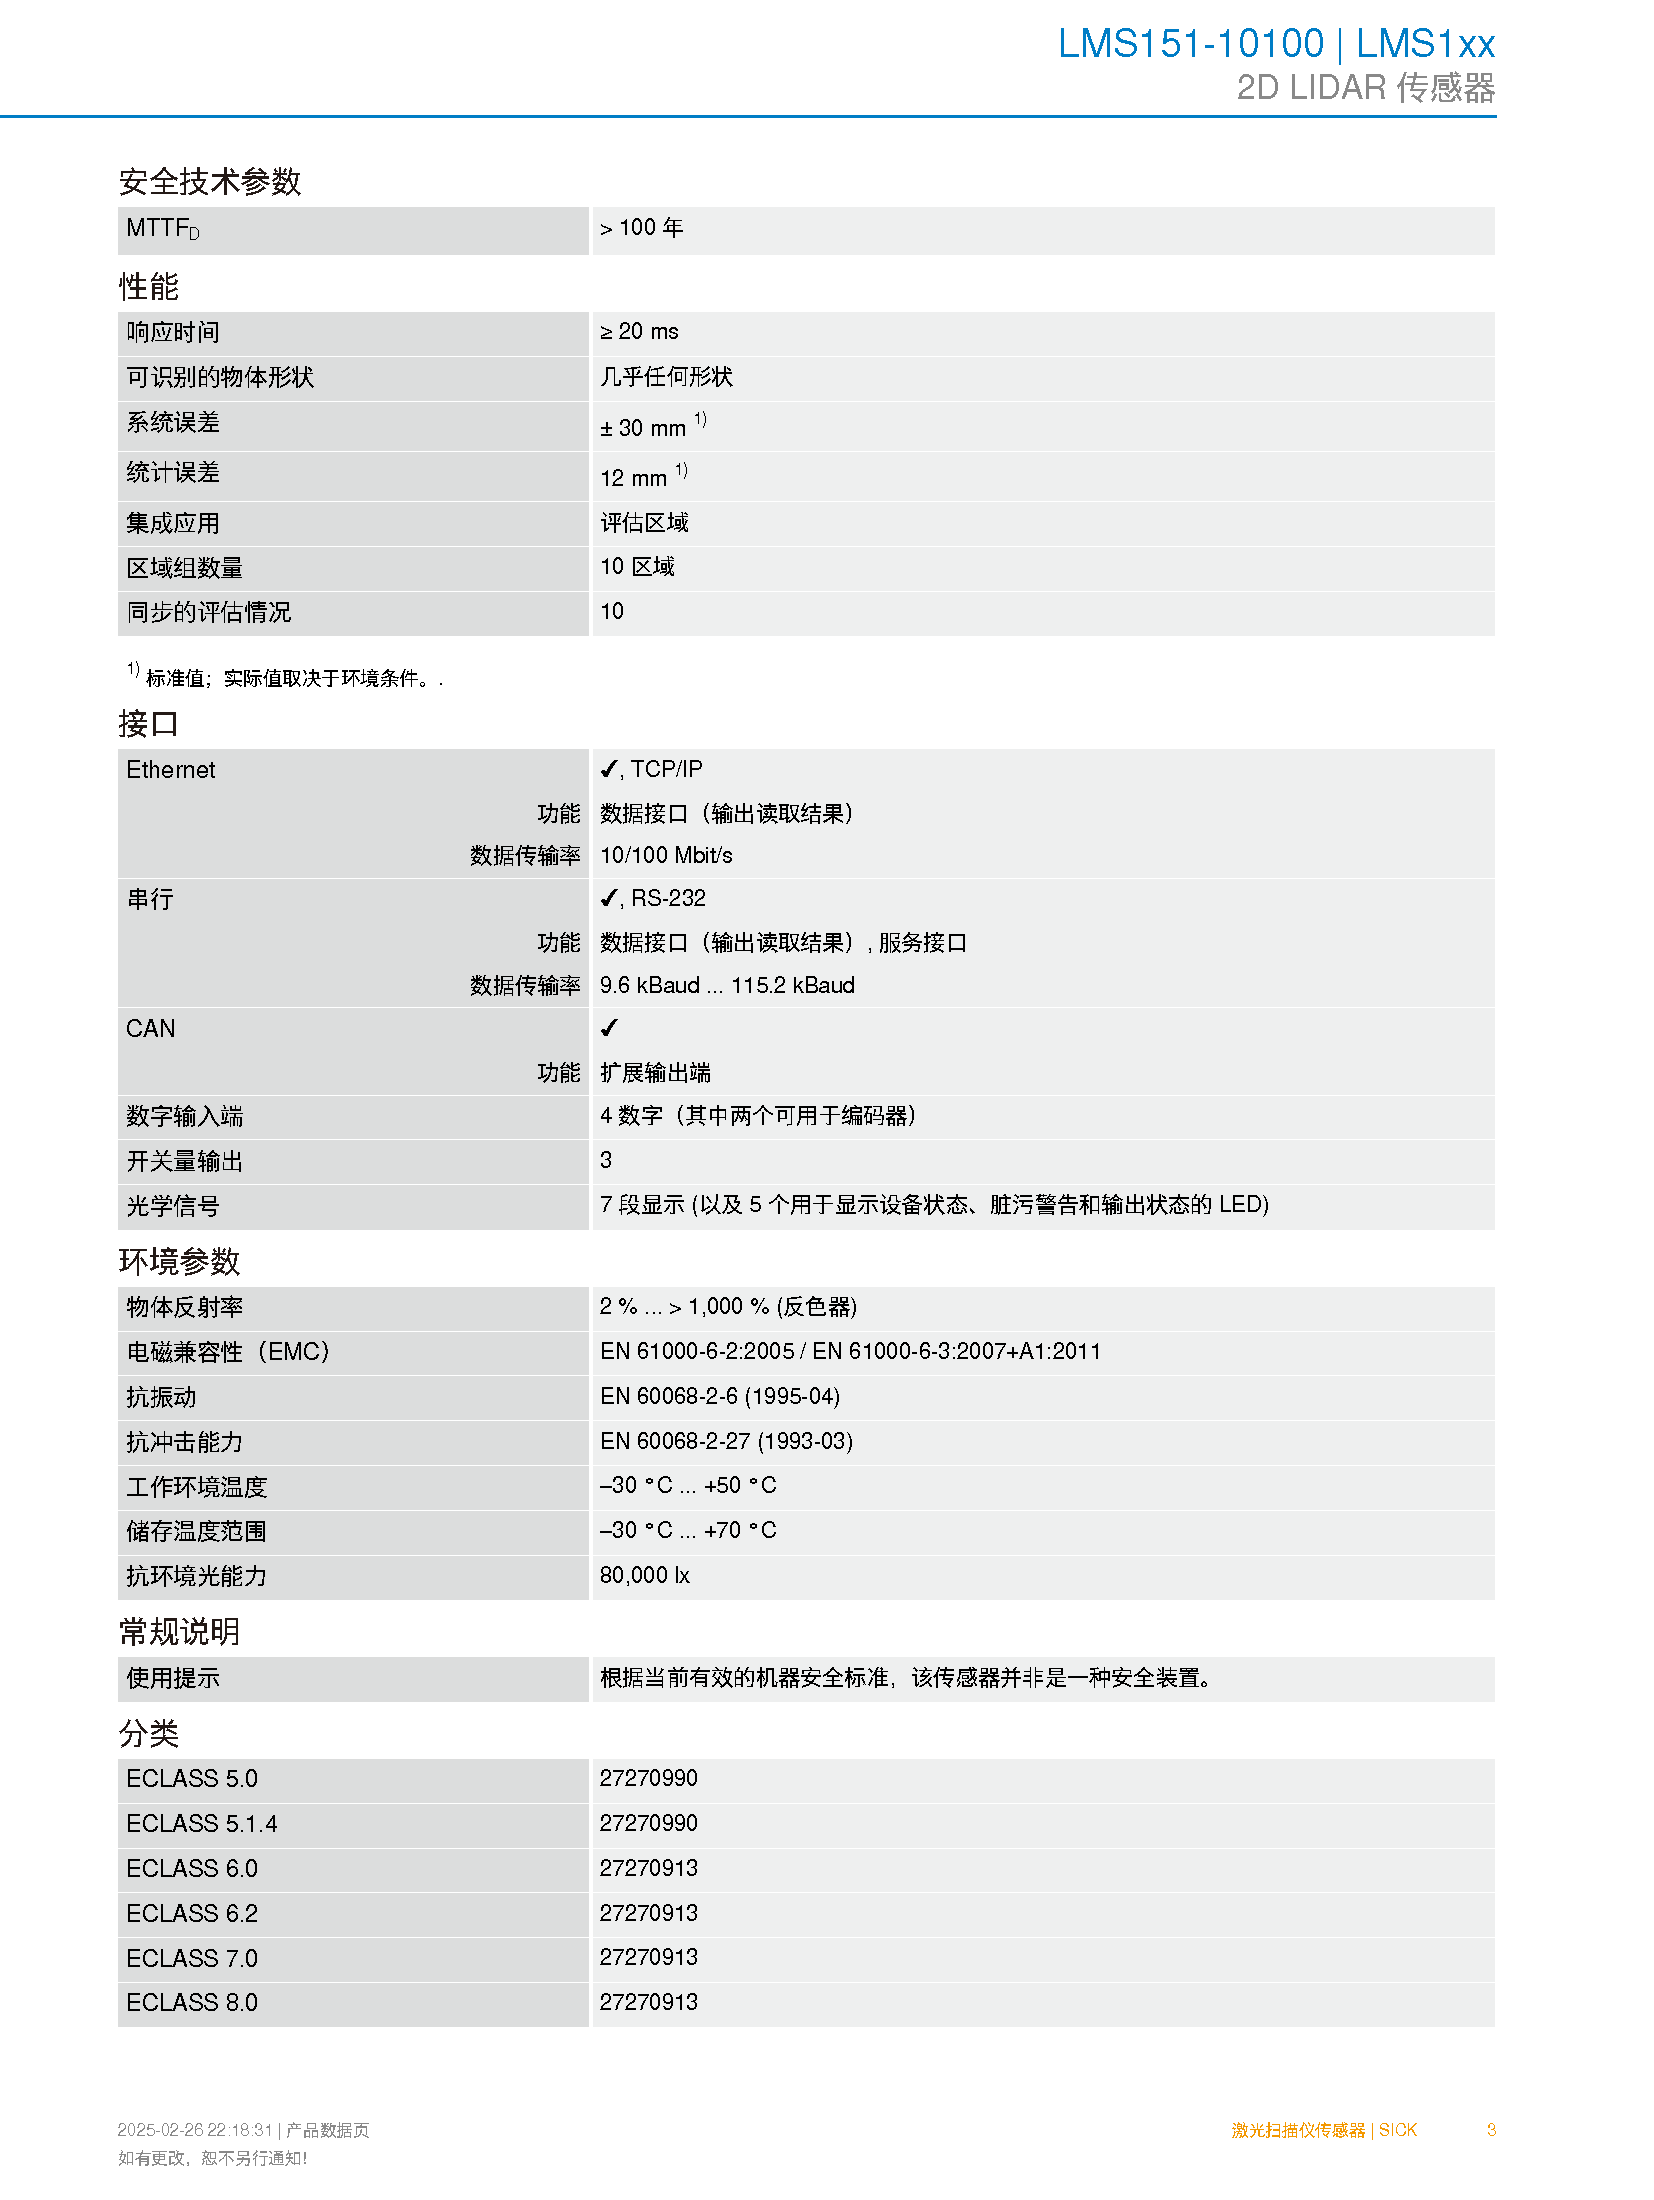 LMS151-10100 | LMS1xx
2D LIDAR 传感器
安全技术参数
MTTFD > 100 年
性能
响应时间 ≥ 20 ms
可识别的物体形状 几乎任何形状
系统误差 ± 30 mm 1)
统计误差 12 mm 1)
集成应用 评估区域
区域组数量 10 区域
同步的评估情况 10
1) 标准值；实际值取决于环境条件。.
接口
Ethernet ✔, TCP/IP
功能 数据接口（输出读取结果）
数据传输率 10/100 Mbit/s
串行 ✔, RS-232
功能 数据接口（输出读取结果）, 服务接口
数据传输率 9.6 kBaud ... 115.2 kBaud
CAN ✔
功能 扩展输出端
数字输入端 4 数字（其中两个可用于编码器）
开关量输出 3
光学信号 7 段显示 (以及 5 个用于显示设备状态、脏污警告和输出状态的 LED)
环境参数
物体反射率 2 % ... > 1,000 % (反色器)
电磁兼容性（EMC） EN 61000-6-2:2005 / EN 61000-6-3:2007+A1:2011
抗振动 EN 60068-2-6 (1995-04)
抗冲击能力 EN 60068-2-27 (1993-03)
工作环境温度 –30 °C ... +50 °C
储存温度范围 –30 °C ... +70 °C
抗环境光能力 80,000 lx
常规说明
使用提示 根据当前有效的机器安全标准，该传感器并非是一种安全装置。
分类
ECLASS 5.0 27270990
ECLASS 5.1.4 27270990
ECLASS 6.0 27270913
ECLASS 6.2 27270913
ECLASS 7.0 27270913
ECLASS 8.0 27270913
2025-02-26 22:18:31 | 产品数据页 激光扫描仪传感器 | SICK 3
如有更改，恕不另行通知！